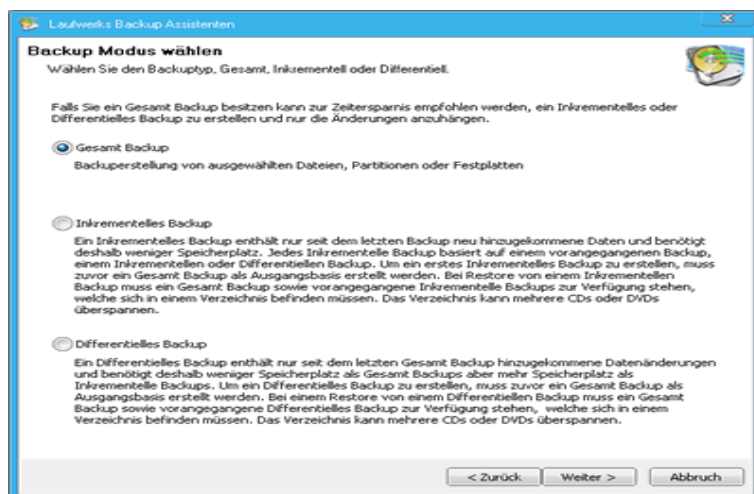 Laufwerks Backup Assistenten
Backup Modus wählen
Wählen Sie den Backuptyp, Gesamt, Inkrementell oder Differentiell.
Falls Sie ein Gesamt Backup besitzen kann zur Zeitersparnis empfohlen werden, ein Inkrementelles oder
Differentielles Backup zu erstellen und nur die Änderungen anzuhängen.
Gesamt Backup
Backuperstellung von ausgewählten Dateien, Partitionen oder Festplatten
Inkrementelles Backup
Ein Inkrementelles Backup enthält nur seit dem letzten Backup neu hinzugekommene Daten und benötigt
deshalb weniger Speicherplatz. Jedes Inkrementelle Backup basiert auf einem vorangegangenen Backup,
einem Inkrementellen oder Differentiellen Backup. Um ein erstes Inkrementelles Backup zu erstellen, muss
zuvor ein Gesamt Backup als Ausgangsbasis erstellt werden. Bei Restore von einem Inkrementellen
Backup muss ein Gesamt Backup sowie vorangegangene Inkrementelle Backups zur Verfügung stehen,
welche sich in einem Verzeichnis befinden müssen. Das Verzeichnis kann mehrere CDs oder DVDs
überspannen.
Differentielles Backup
Ein Differentielles Backup enthält nur seit dem letzten Gesamt Backup hinzugekommene Datenänderungen
und benötigt deshalb weniger Speicherplatz als Gesamt Backups aber mehr Speicherplatz als
Inkrementelle Backups. Um ein Differentielles Backup zu erstellen, muss zuvor ein Gesamt Backup als
Ausgangsbasis erstellt werden. Bei einem Restore von einem Differentiellen Backup muss ein Gesamt
Backup sowie vorangegangene Differentielles Backup zur Verfügung stehen, welche sich in einem
Verzeichnis befinden müssen. Das Verzeichnis kann mehrere CDs oder DVDs überspannen.
< Zurück Weiter > Abbruch